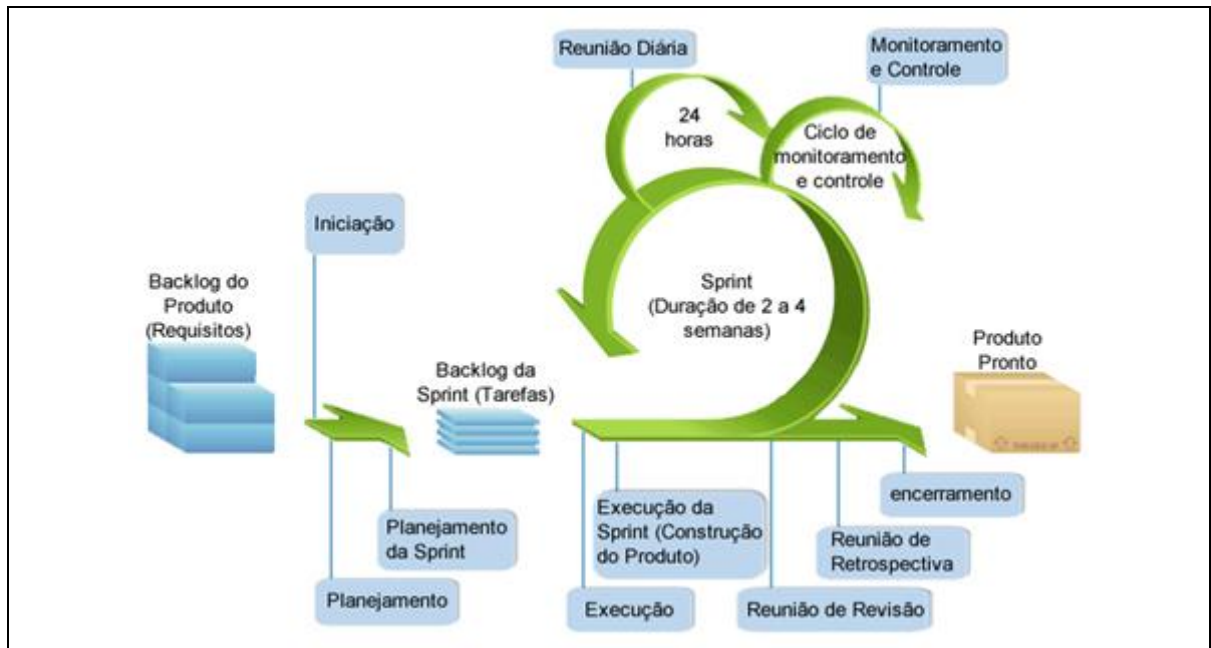 Reunião Diária
Monitoramento
e Controle
24
horas
Ciclo de
monitoramento
e controle
Iniciação
Backlog do
Produto
(Requisitos)
Sprint
(Duração de 2 a 4
semanas)
Backlog da
Sprint (Tarefas)
Produto
Pronto
Planejamento
da Sprint
Planejamento
Execução da
Sprint (Construção
do Produto)
Execução
Reunião de Revisão
Reunião de
Retrospectiva
encerramento